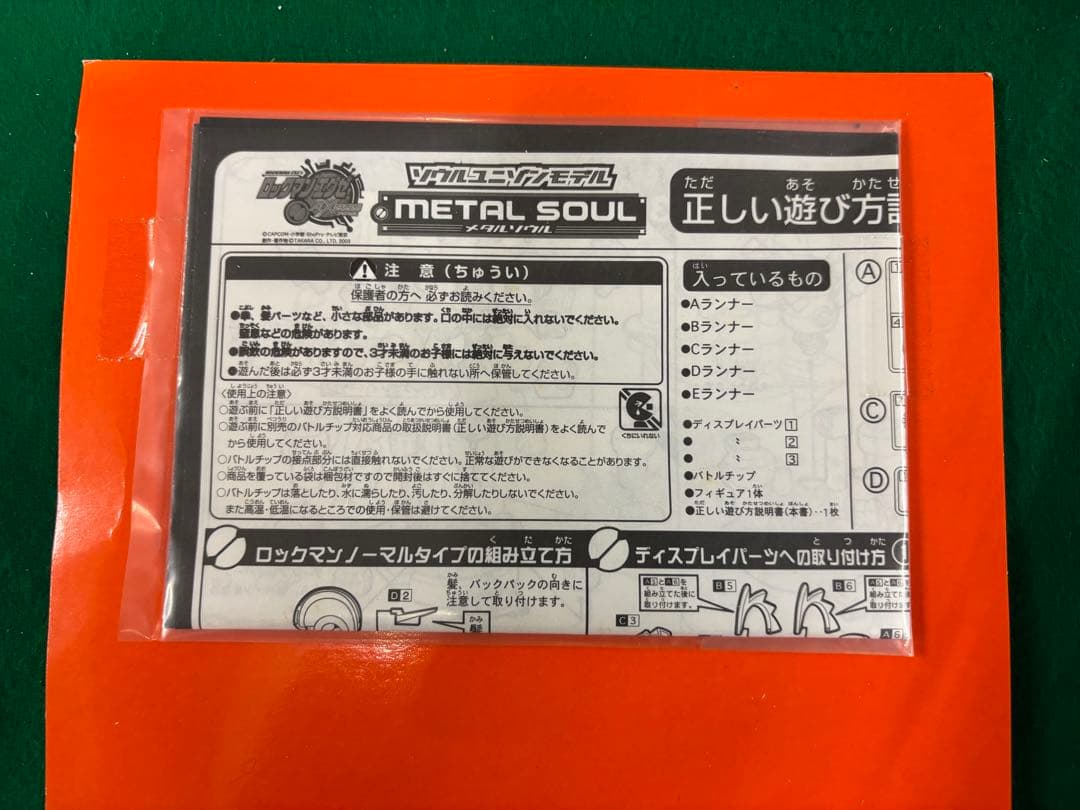 ロックマンエグゼ
©CAPCOM・小学館・ShoPro・テレビ東京
創作・著作物©TAKARA CO., LTD. 2003
ソウルユニゾンモデル
METAL SOUL
メタルソウル
正しい遊び方説
注 意 (ちゅうい)
保護者の方へ 必ずお読みください。
●拳、髪パーツなど、小さな部品があります。口の中には絶対に入れないでください。
窒息などの危険があります。
●誤飲の危険がありますので、3才未満のお子様には絶対に与えないでください。
●遊んだ後は必ず3才未満のお子様の手に触れない所へ保管してください。
〈使用上の注意〉
○遊ぶ前に「正しい遊び方説明書」をよく読んでから使用してください。
○遊ぶ前に別売のバトルチップ対応商品の取扱説明書(正しい遊び方説明書)をよく読んで
から使用してください。
○バトルチップの接点部分には直接触れないでください。正常な遊びができなくなることがあります。
○商品を覆っている袋は梱包材ですので開封後はすぐに捨ててください。
○バトルチップは落としたり、水に濡らしたり、汚したり、分解したりしないでください。
また高温・低温になるところでの使用・保管は避けてください。
くちにいれない
入っているもの
●Aランナー
●Bランナー
●Cランナー
●Dランナー
●Eランナー
●ディスプレイパーツ1
● 〃 2
● 〃 3
●バトルチップ
●フィギュア1体
●正しい遊び方説明書(本書)‥1枚
A
C
D
ロックマンノーマルタイプの組み立て方
髪、バックパックの向きに
注意して取り付けます。
D2
髪
ディスプレイパーツへの取り付け方 1
組み立てた後に
取り付けます。
B5
B6
C3
A6